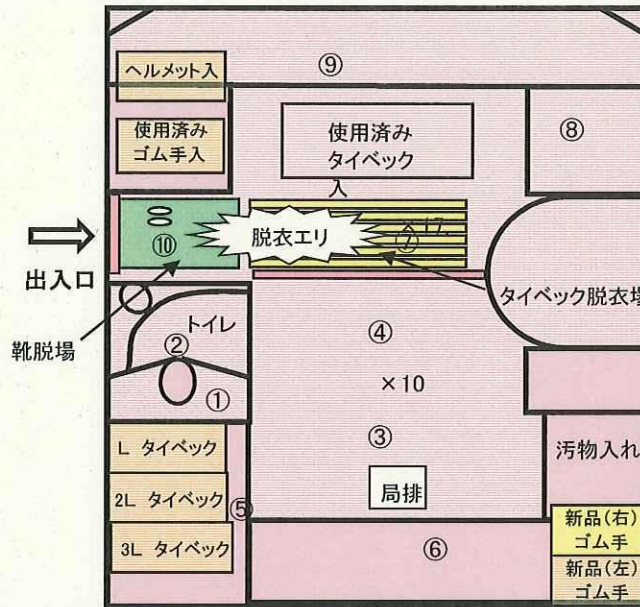 ヘルメット入
⑨
使用済み
ゴム手入
使用済み
タイベック
入
⑧
出入口
⑩
脱衣エリ
⑦
×17
タイベック脱衣場
靴脱場
トイレ
②
①
④
×10
③
局排
L タイベック
2L タイベック
3L タイベック
⑤
⑥
汚物入れ
新品(右)
ゴム手
新品(左)
ゴム手